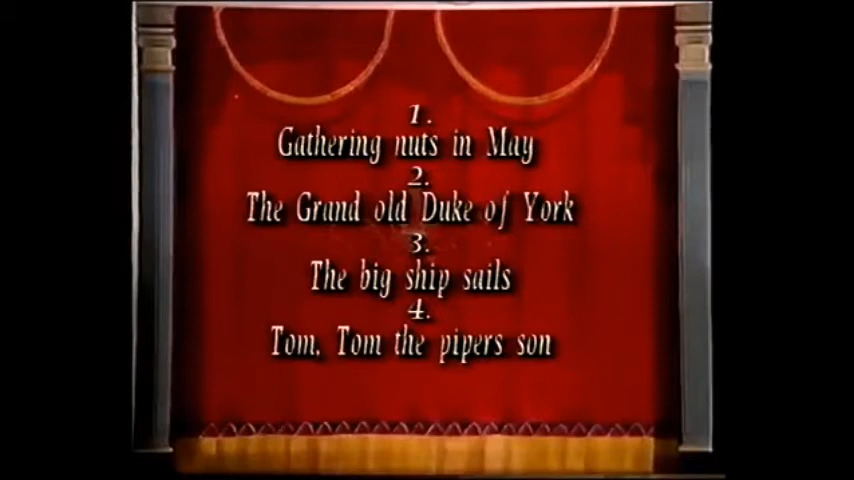 1.
Gathering nuts in May
2.
The Grand old Duke of York
3.
The big ship sails
4.
Tom, Tom the pipers son